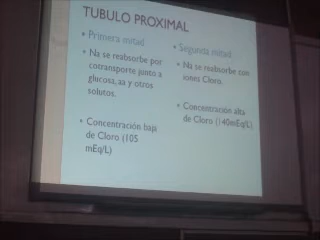 TUBULO PROXIMAL
• Primera mitad
• Na se reabsorbe por
cotransporte junto a
glucosa, aa y otros
solutos.
• Concentración baja
de Cloro (105
mEq/L)
• Segunda mitad
• Na se reabsorbe con
iones Cloro.
• Concentración alta
de Cloro (140mEq/L)